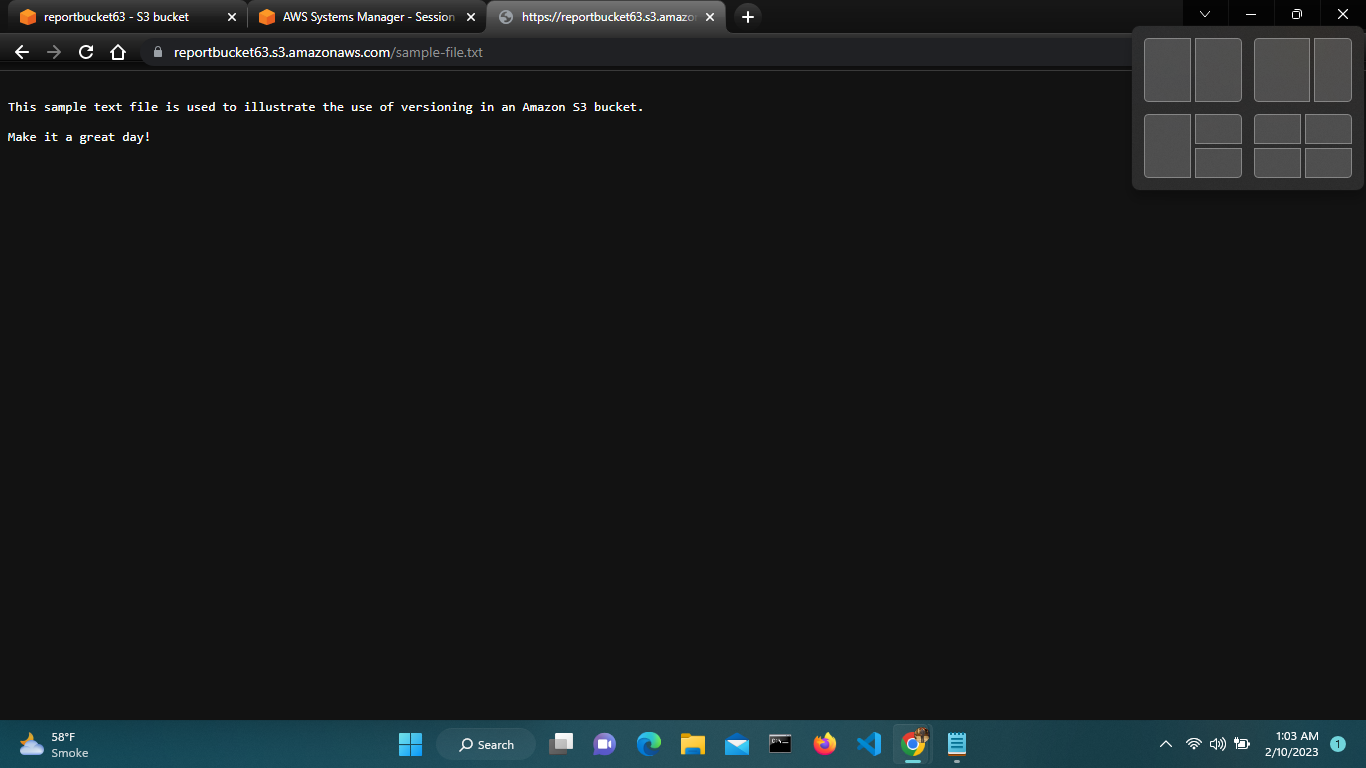 reportbucket63 - S3 bucket
AWS Systems Manager - Session
https://reportbucket63.s3.amazo
reportbucket63.s3.amazonaws.com/sample-file.txt
This sample text file is used to illustrate the use of versioning in an Amazon S3 bucket.
Make it a great day!
58°F
Smoke
Search
1:03 AM
2/10/2023
1